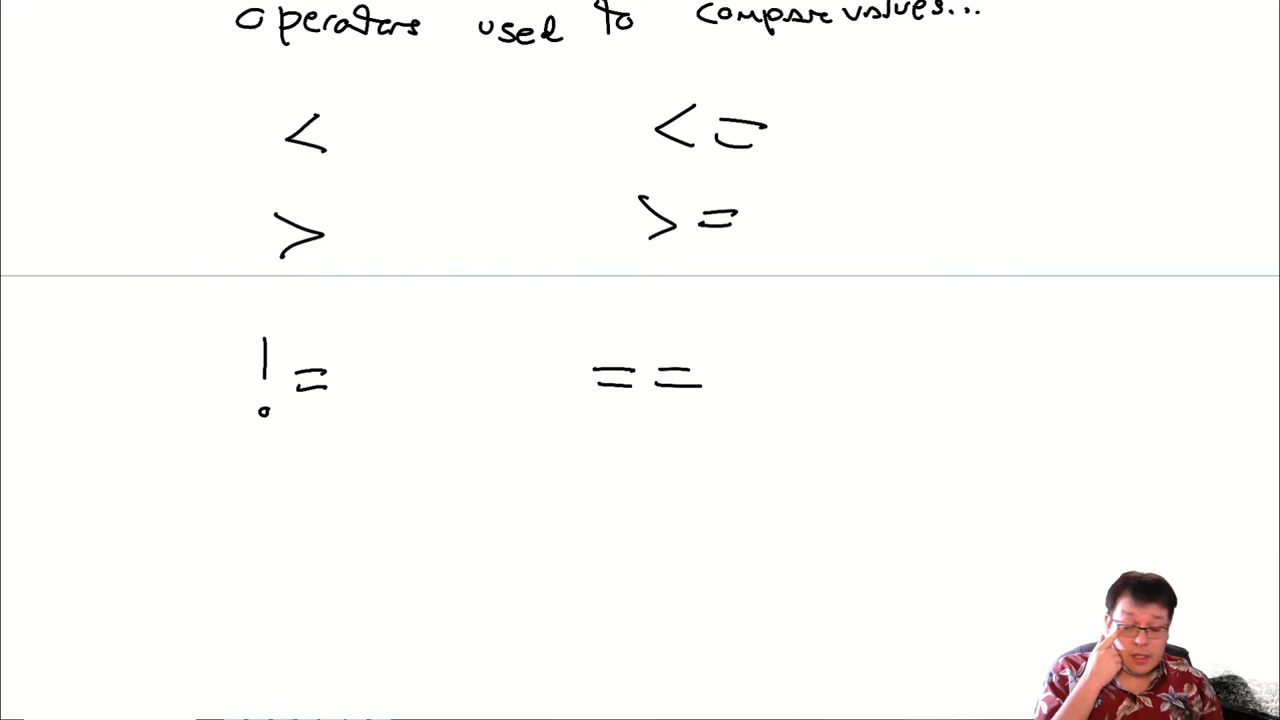 operators used to compare values...
< <=
> >=
!= ==